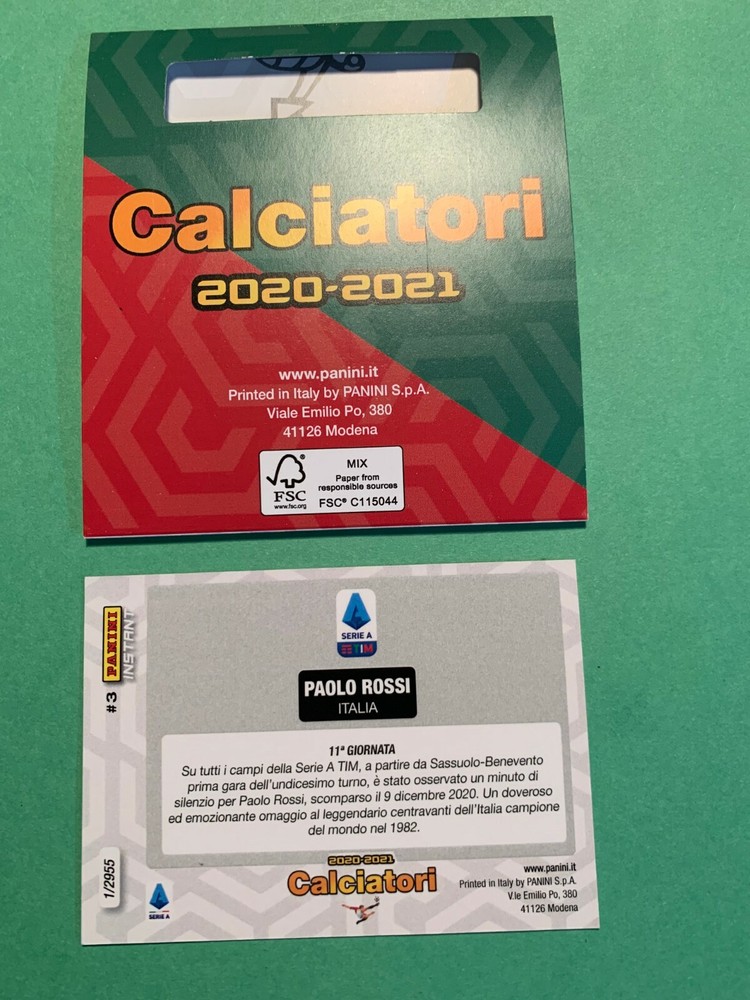 Calciatori
2020-2021
www.panini.it
Printed in Italy by PANINI S.p.A.
Viale Emilio Po, 380
41126 Modena
FSC
www.fsc.org
MIX
Paper from
responsible sources
FSC® C115044
#3 PANINI
INSTANT
SERIE A
TIM
PAOLO ROSSI
ITALIA
11ª GIORNATA
Su tutti i campi della Serie A TIM, a partire da Sassuolo-Benevento
prima gara dell'undicesimo turno, è stato osservato un minuto di
silenzio per Paolo Rossi, scomparso il 9 dicembre 2020. Un doveroso
ed emozionante omaggio al leggendario centravanti dell'Italia campione
del mondo nel 1982.
1/2955
SERIE A
2020-2021
Calciatori
www.panini.it
Printed in Italy by PANINI S.p.A.
V.le Emilio Po, 380
41126 Modena